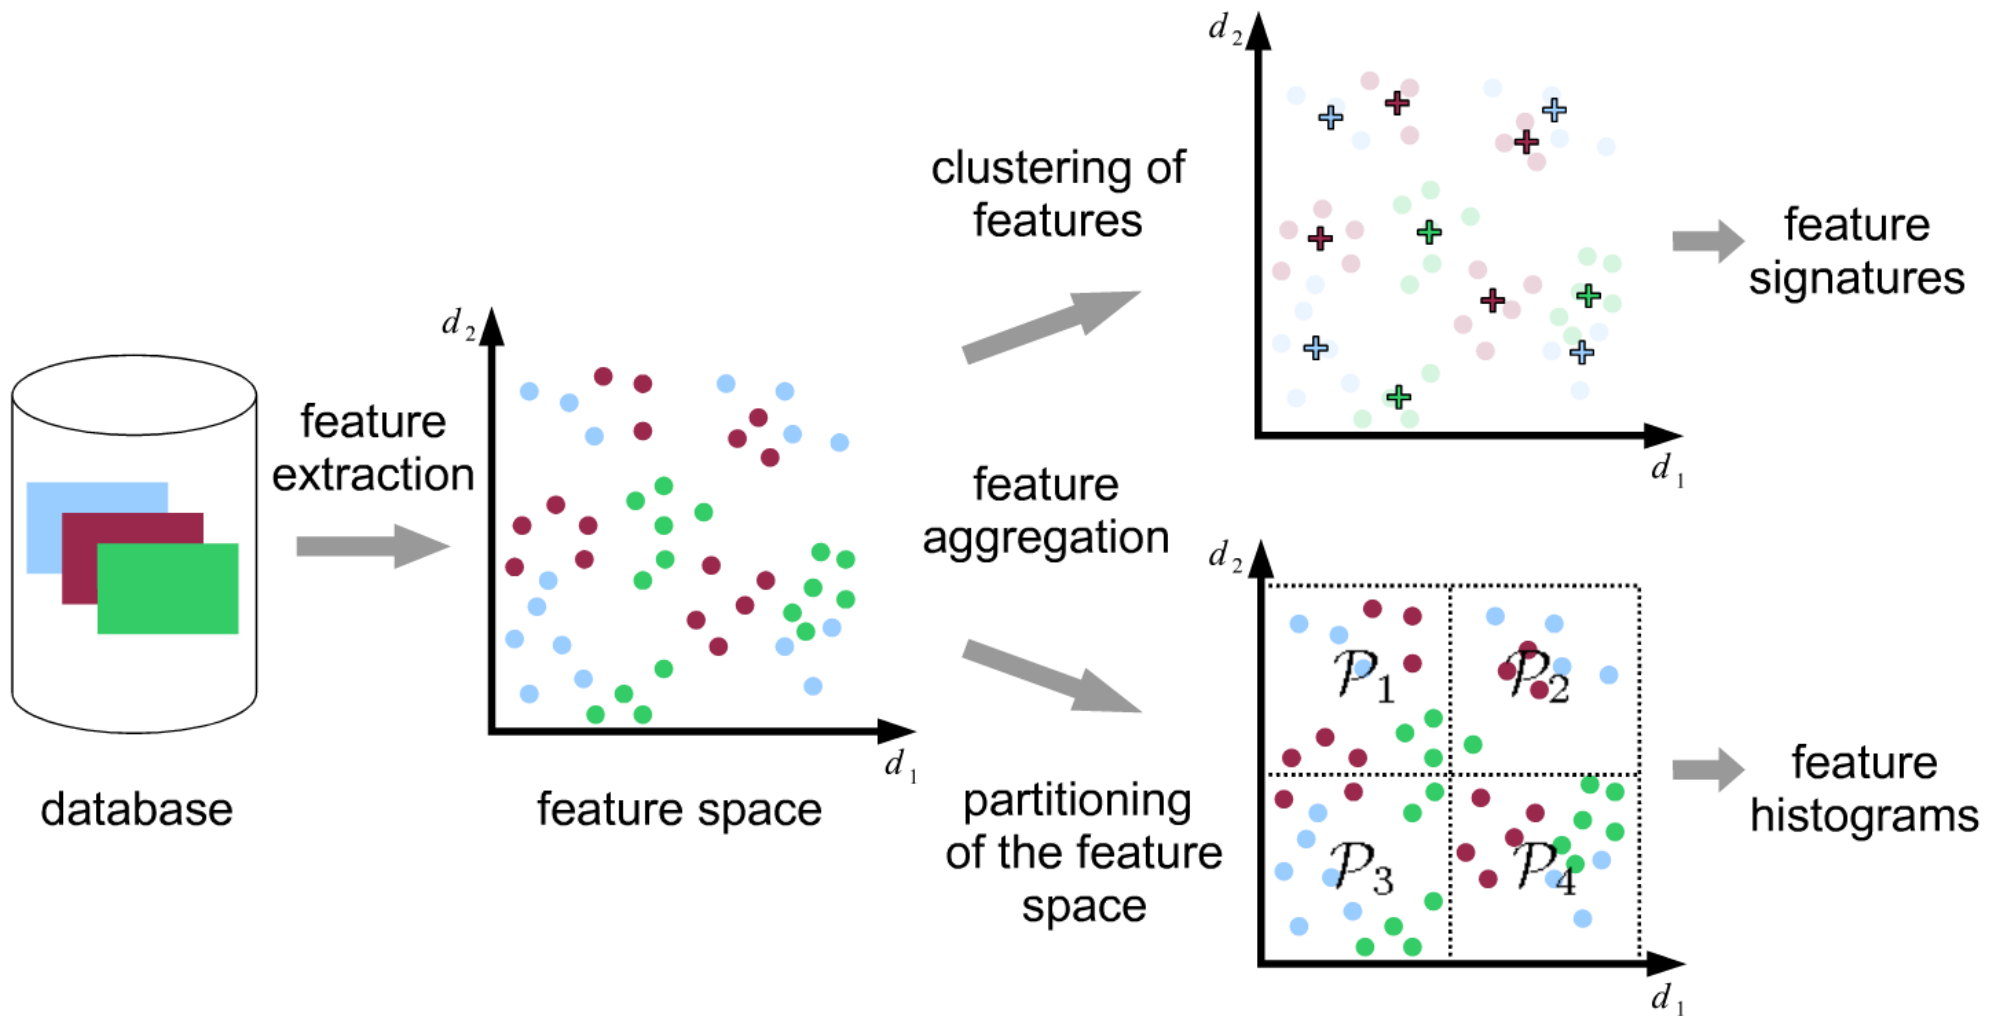 database
feature
extraction
d2
d1
feature space
clustering of
features
feature
aggregation
partitioning
of the feature
space
d2
d1
feature
signatures
d2
P1
P2
P3
P4
d1
feature
histograms